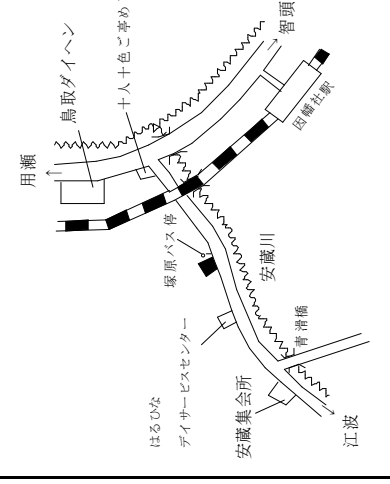 智頭
十人十色ご亭め
鳥取ダイヘン
用瀬
因幡社駅
塚原バス停
安蔵川
はるひな
デイサービスセンター
青滑橋
安蔵集会所
江波